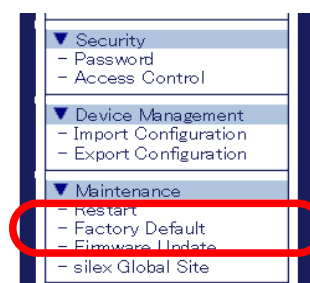 ▼ Security
- Password
- Access Control
▼ Device Management
- Import Configuration
- Export Configuration
▼ Maintenance
- Restart
- Factory Default
- Firmware Update
- silex Global Site